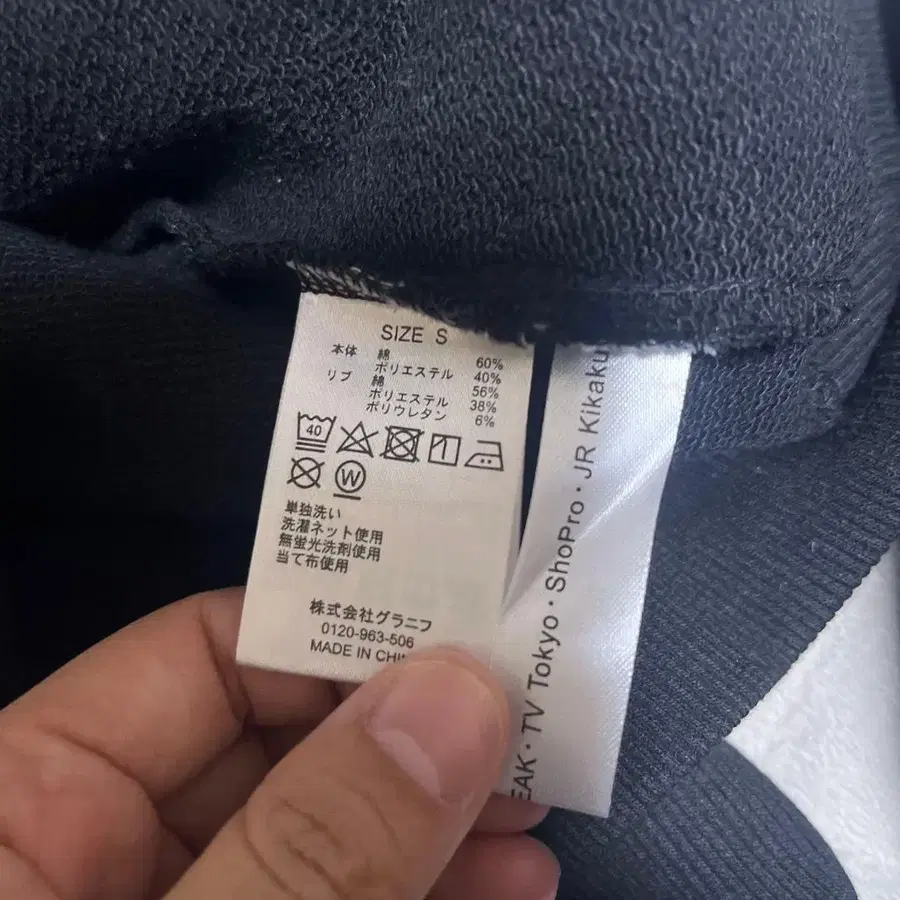 SIZE S
本体 綿 60%
ポリエステル 40%
リブ 綿 56%
ポリエステル 38%
ポリウレタン 6%
40
W
単独洗い
洗濯ネット使用
無蛍光洗剤使用
当て布使用
株式会社グラニフ
0120-963-506
MADE IN CHI
EAK・TV Tokyo・ShoPro・JR Kikaku